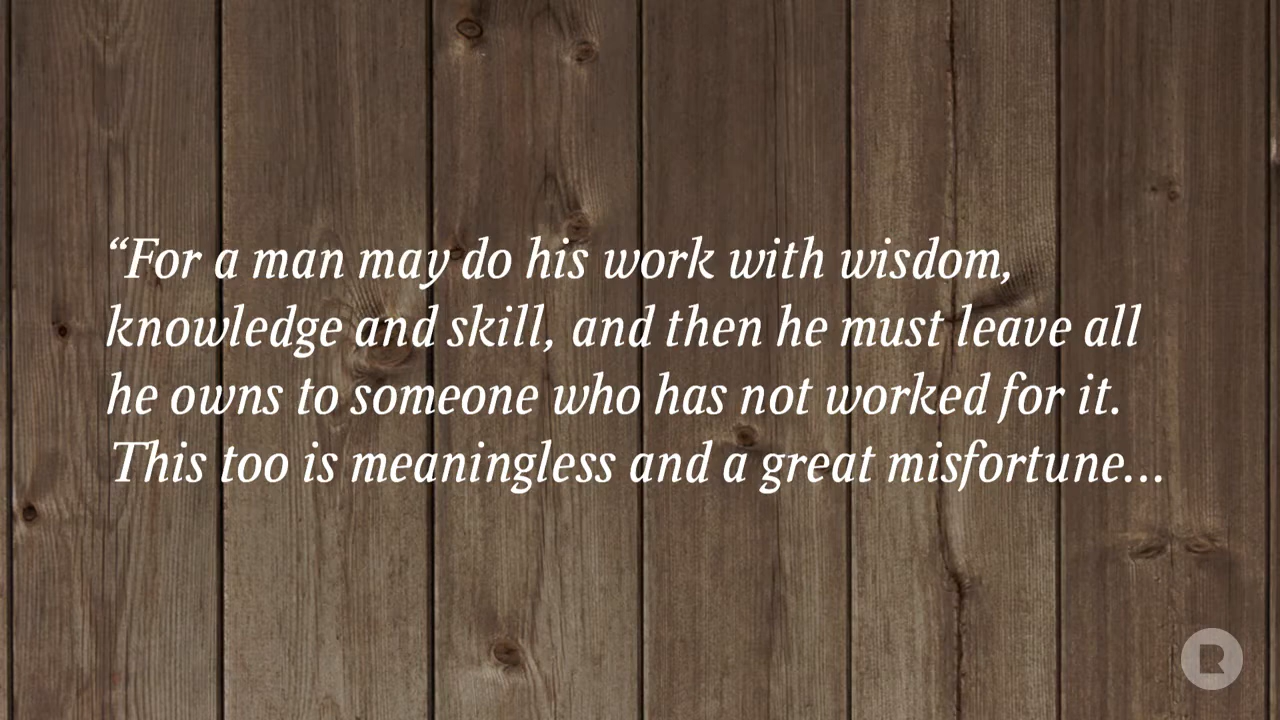 “For a man may do his work with wisdom,
knowledge and skill, and then he must leave all
he owns to someone who has not worked for it.
This too is meaningless and a great misfortune...
R